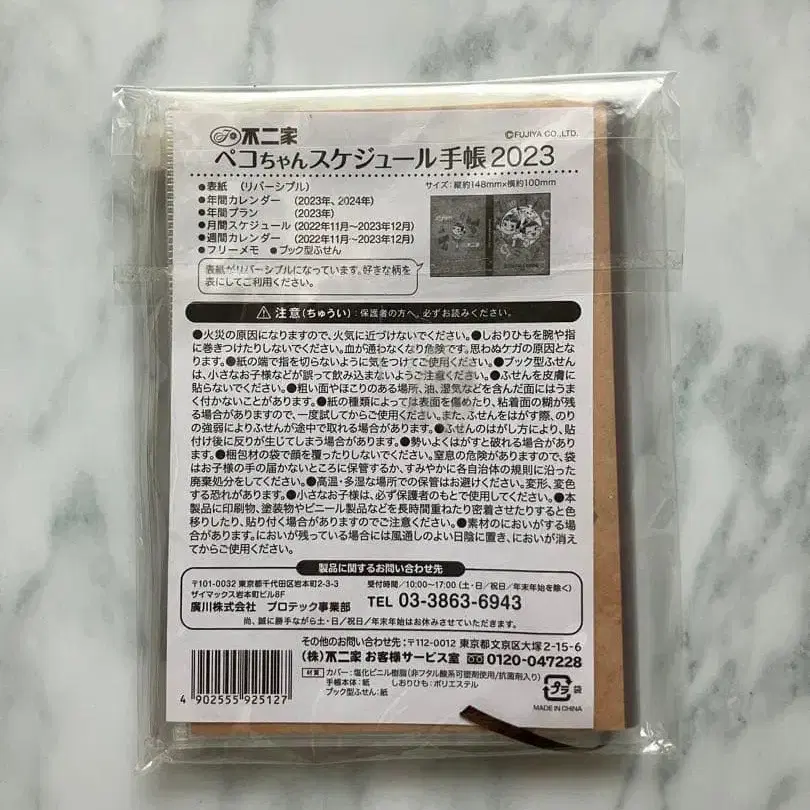 不二家
©FUJIYA CO.,LTD.
ペコちゃんスケジュール手帳2023
●表紙 (リバーシブル)
サイズ:縦約148mm×横約100mm
●年間カレンダー (2023年、2024年)
●年間プラン (2023年)
●月間スケジュール (2022年11月~2023年12月)
●週間カレンダー (2022年11月~2023年12月)
●フリーメモ ●ブック型ふせん
表紙がリバーシブルになっています。好きな柄を
表にしてご利用ください。
⚠注意(ちゅうい):保護者の方へ。必ずお読みください。
●火災の原因になりますので、火気に近づけないでください。●しおりひもを腕や指
に巻きつけたりしないでください。血が通わなくなり危険です。思わぬケガの原因とな
ります。●紙の端で指を切らないように気をつけてご使用ください。●ブック型ふせん
は、小さなお子様などが誤って飲み込まないようご注意ください。●ふせんを皮膚に
貼らないでください。●粗い面やほこりのある場所、油、湿気などを含んだ面にはうま
く付かないことがあります。●紙の種類によっては表面を傷めたり、粘着面の糊が残
る場合がありますので、一度試してからご使用ください。また、ふせんをはがす際、のり
の強弱によりふせんが途中で取れる場合があります。●ふせんのはがし方により、貼
付け後に反りが生じてしまう場合があります。●勢いよくはがすと破れる場合があり
ます。●梱包材の袋で顔を覆ったりしないでください。窒息の危険がありますので、袋
はお子様の手の届かないところに保管するか、すみやかに各自治体の規則に沿った
廃棄処分をしてください。●高温・多湿な場所での保管はお避けください。変形、変色
する恐れがあります。●小さなお子様は、必ず保護者のもとで使用してください。●本
製品に印刷物、塗装物やビニール製品などを長時間重ねたり密着させたりすると色
移りしたり、貼り付く場合がありますのでご注意ください。●素材のにおいがする場
合があります。においが残っている場合には風通しのよい日陰に置き、においが消え
てからご使用ください。
製品に関するお問い合わせ先
〒101-0032 東京都千代田区岩本町2-3-3
受付時間/10:00~17:00 (土・日/祝日/年末年始を除く)
ザイマックス岩本町ビル8F
廣川株式会社 プロテック事業部
TEL 03-3863-6943
尚、誠に勝手ながら土・日/祝日/年末年始はお休みさせていただきます。
その他のお問い合わせ先:〒112-0012 東京都文京区大塚2-15-6
(株)不二家 お客様サービス室 0120-047228
材質 カバー:塩化ビニル樹脂(非フタル酸系可塑剤使用/抗菌剤入り)
手帳本体:紙 しおりひも:ポリエステル
ブック型ふせん:紙
プラ 袋
4 902555 925127
MADE IN CHINA